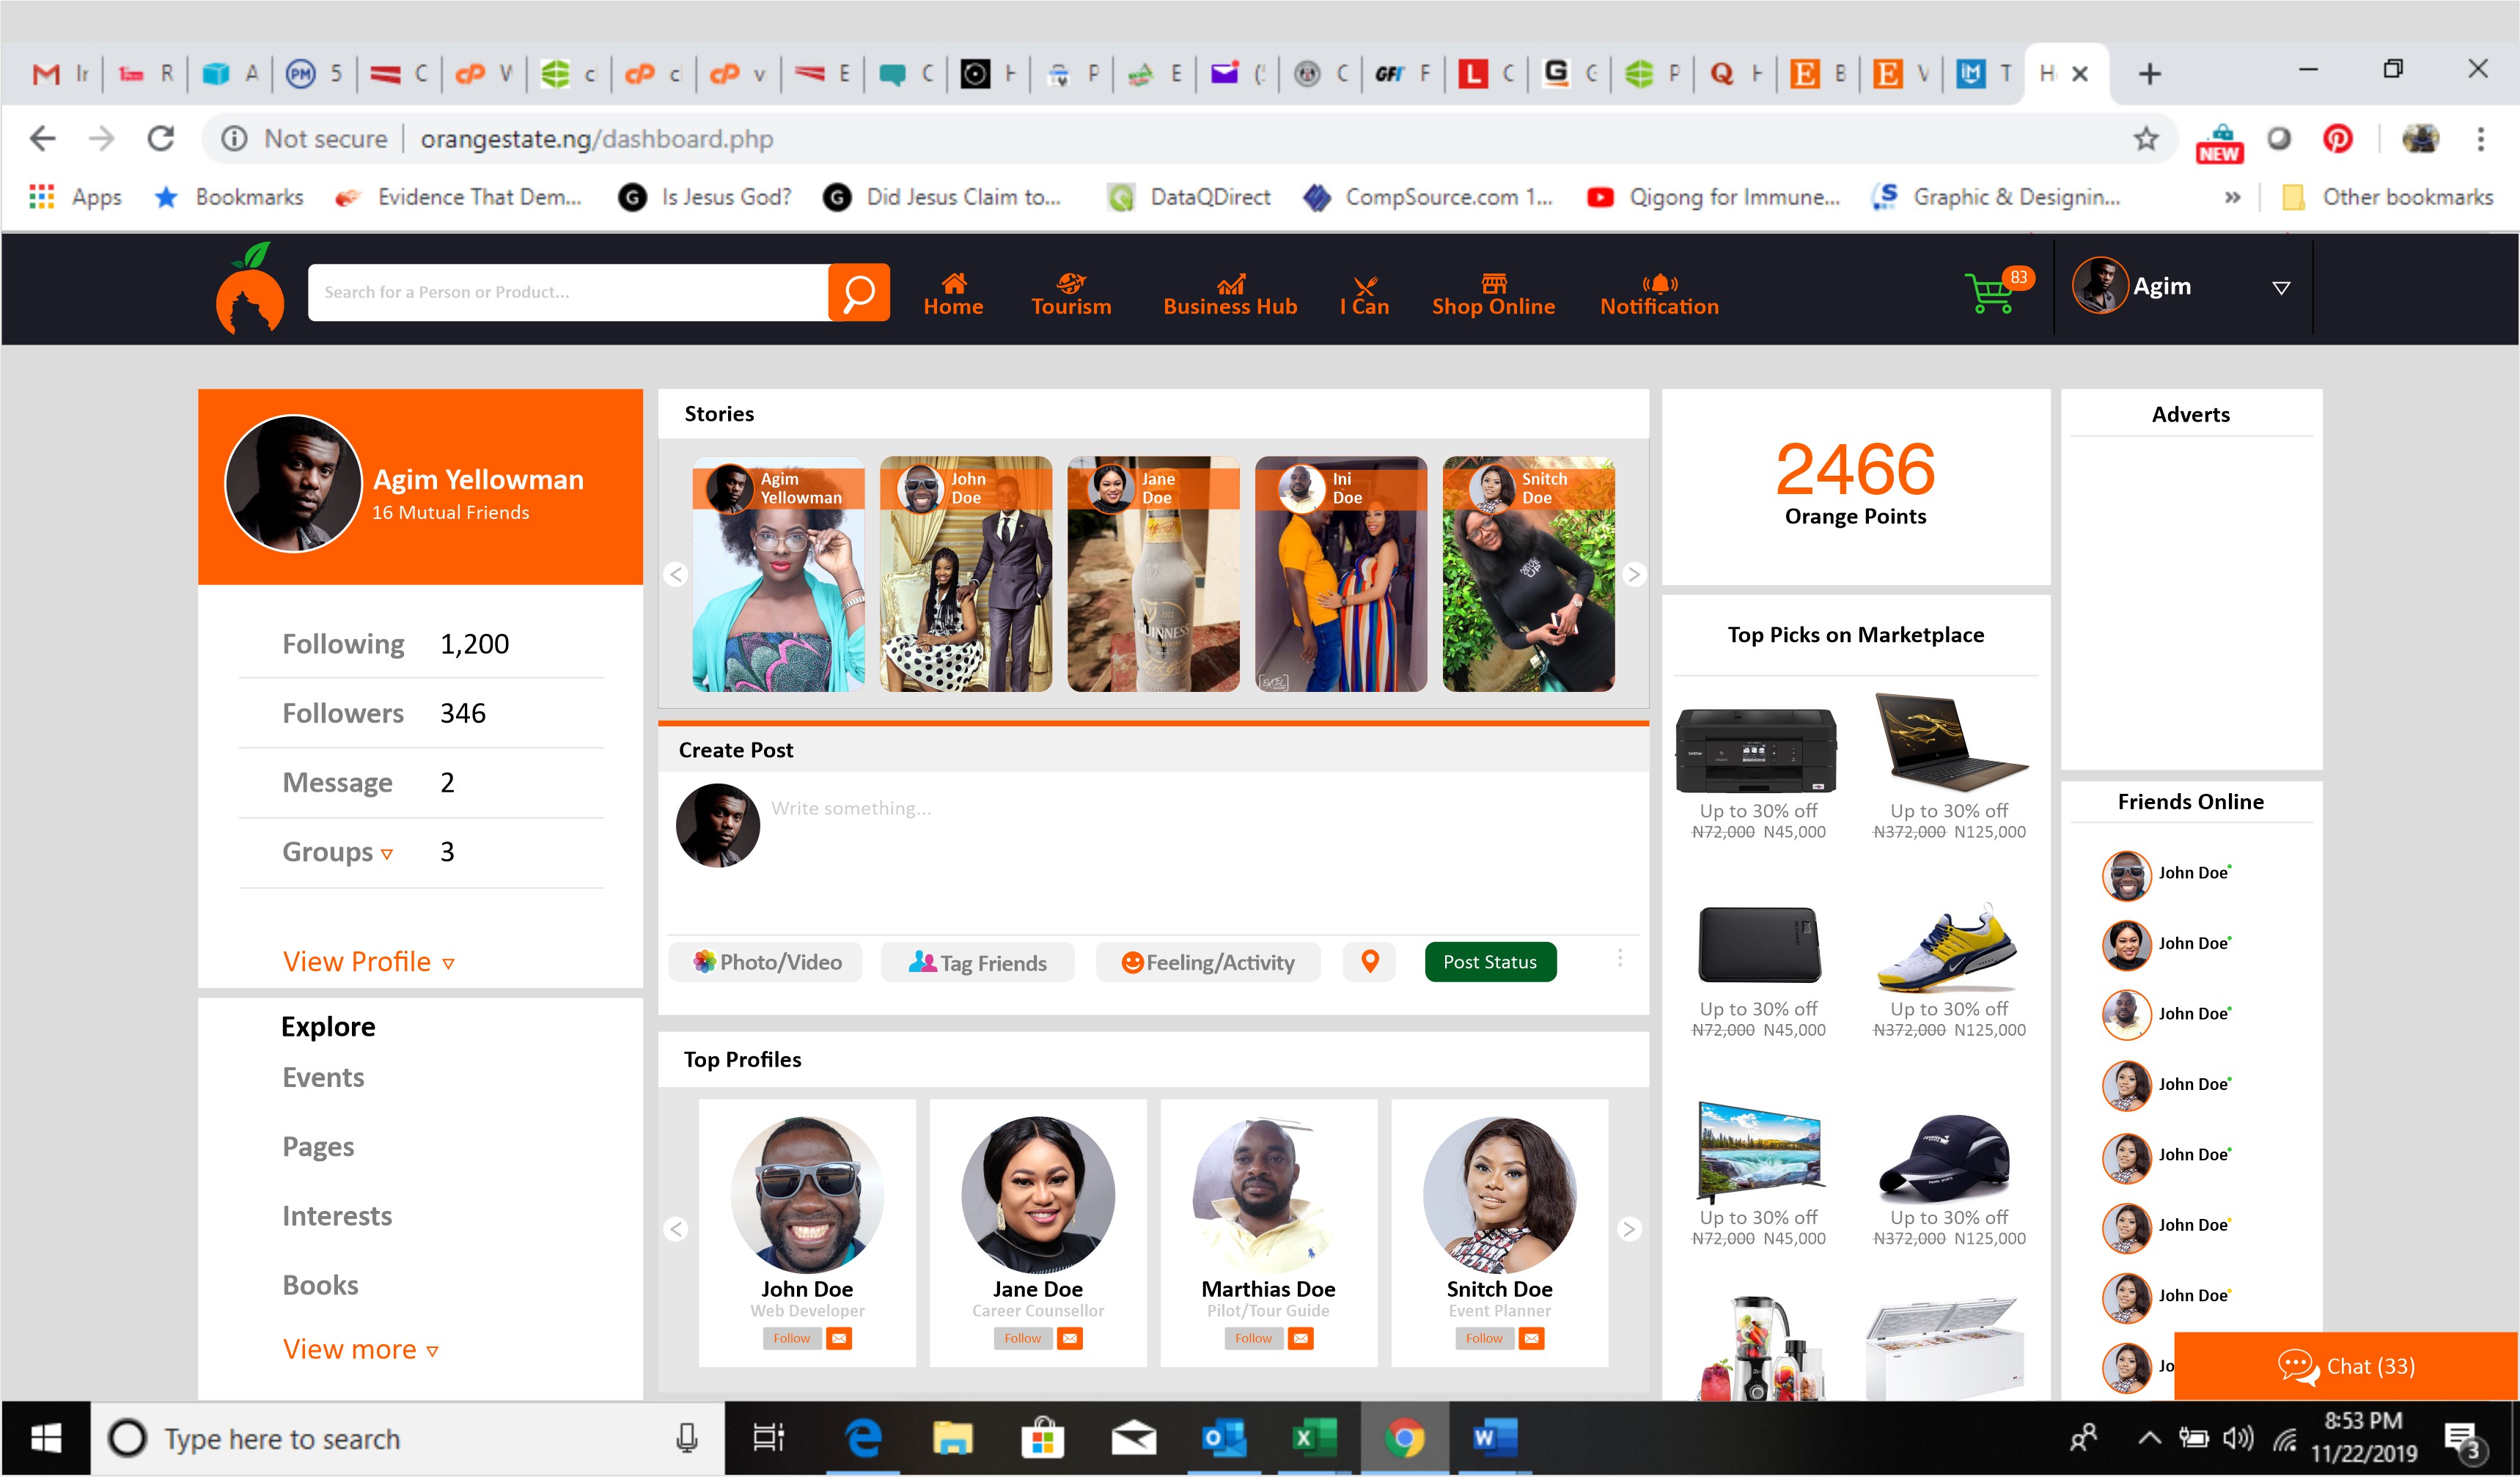 Ir
R
A
5
C
V
c
c
v
E
C
H
P
E
C
F
C
G
P
H
B
V
T
H
Not secure
orangestate.ng/dashboard.php
NEW
Apps
Bookmarks
Evidence That Dem...
Is Jesus God?
Did Jesus Claim to...
DataQDirect
CompSource.com 1...
Qigong for Immune...
Graphic & Designin...
»
Other bookmarks
Search for a Person or Product...
Home
Tourism
Business Hub
I Can
Shop Online
Notification
83
Agim
Agim Yellowman
16 Mutual Friends
Following 1,200
Followers 346
Message 2
Groups 3
View Profile
Explore
Events
Pages
Interests
Books
View more
Stories
Agim
Yellowman
John
Doe
Jane
Doe
Ini
Doe
Snitch
Doe
GUINNESS
Create Post
Write something...
Photo/Video
Tag Friends
Feeling/Activity
Post Status
Top Profiles
John Doe
Web Developer
Follow
Jane Doe
Career Counsellor
Follow
Marthias Doe
Pilot/Tour Guide
Follow
Snitch Doe
Event Planner
Follow
2466
Orange Points
Top Picks on Marketplace
Up to 30% off
N72,000 N45,000
Up to 30% off
N372,000 N125,000
Up to 30% off
N72,000 N45,000
Up to 30% off
N372,000 N125,000
Up to 30% off
N72,000 N45,000
Up to 30% off
N372,000 N125,000
Adverts
Friends Online
John Doe
John Doe
John Doe
John Doe
John Doe
John Doe
John Doe
Jo
Chat (33)
Type here to search
8:53 PM
11/22/2019
3